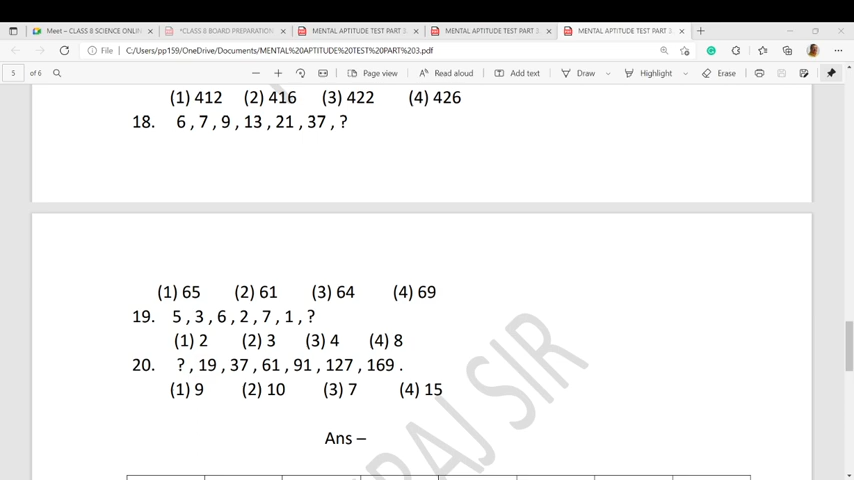 Meet – CLASS 8 SCIENCE ONLIN
*CLASS 8 BOARD PREPARATION
MENTAL APTITUDE TEST PART 3.
MENTAL APTITUDE TEST PART 3.
MENTAL APTITUDE TEST PART 3.
File C:/Users/pp159/OneDrive/Documents/MENTAL%20APTITUDE%20TEST%20PART%203.pdf
5 of 6 Page view Read aloud Add text Draw Highlight Erase
(1) 412 (2) 416 (3) 422 (4) 426
18. 6 , 7 , 9 , 13 , 21 , 37 , ?
(1) 65 (2) 61 (3) 64 (4) 69
19. 5 , 3 , 6 , 2 , 7 , 1 , ?
(1) 2 (2) 3 (3) 4 (4) 8
20. ? , 19 , 37 , 61 , 91 , 127 , 169 .
(1) 9 (2) 10 (3) 7 (4) 15
Ans –
SIR